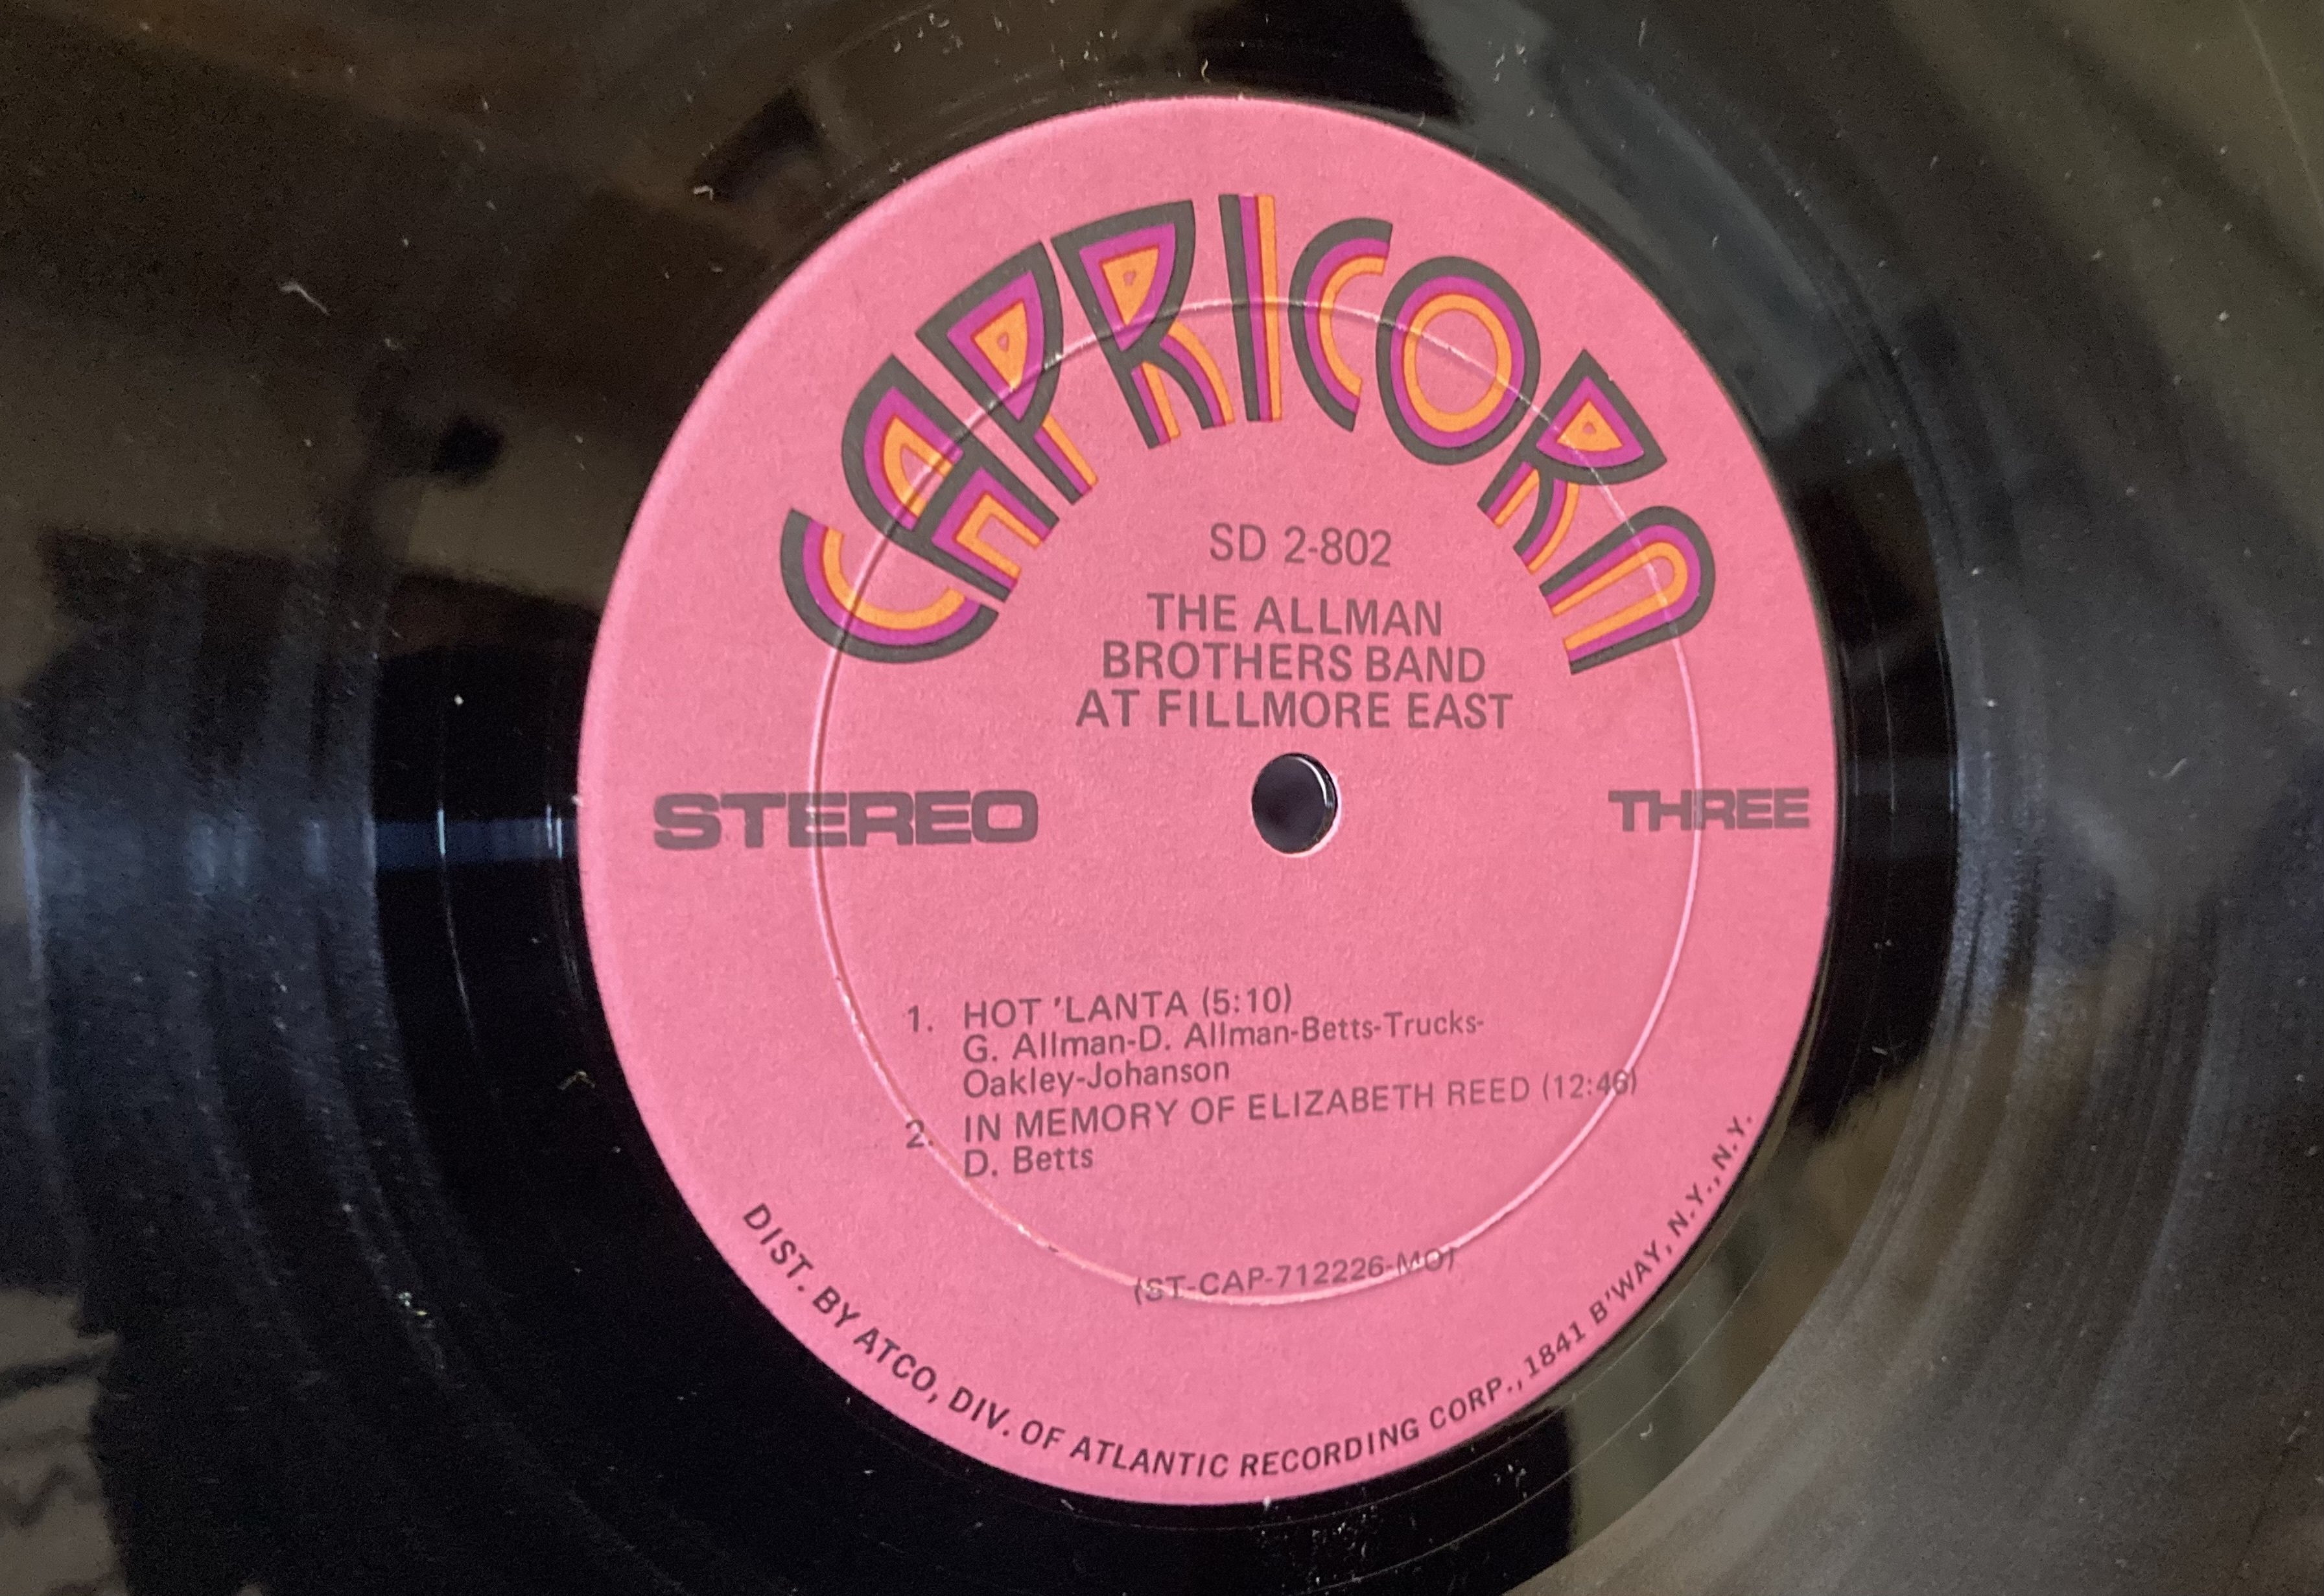 CAPRICORN
SD 2-802
THE ALLMAN
BROTHERS BAND
AT FILLMORE EAST
STEREO
THREE
1. HOT 'LANTA (5:10)
G. Allman-D. Allman-Betts-Trucks-
Oakley-Johanson
2. IN MEMORY OF ELIZABETH REED (12:46)
D. Betts
(ST-CAP-712226-MO)
DIST. BY ATCO, DIV. OF ATLANTIC RECORDING CORP., 1841 B'WAY, N.Y., N.Y.